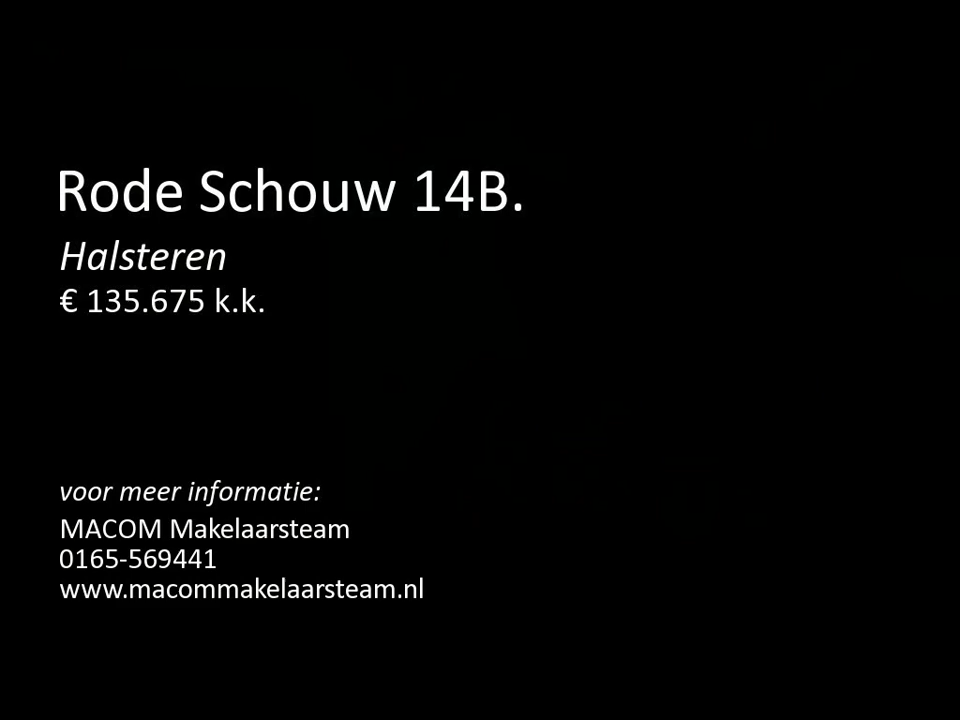 Rode Schouw 14B.
Halsteren
€ 135.675 k.k.
voor meer informatie:
MACOM Makelaarsteam
0165-569441
www.macommakelaarsteam.nl